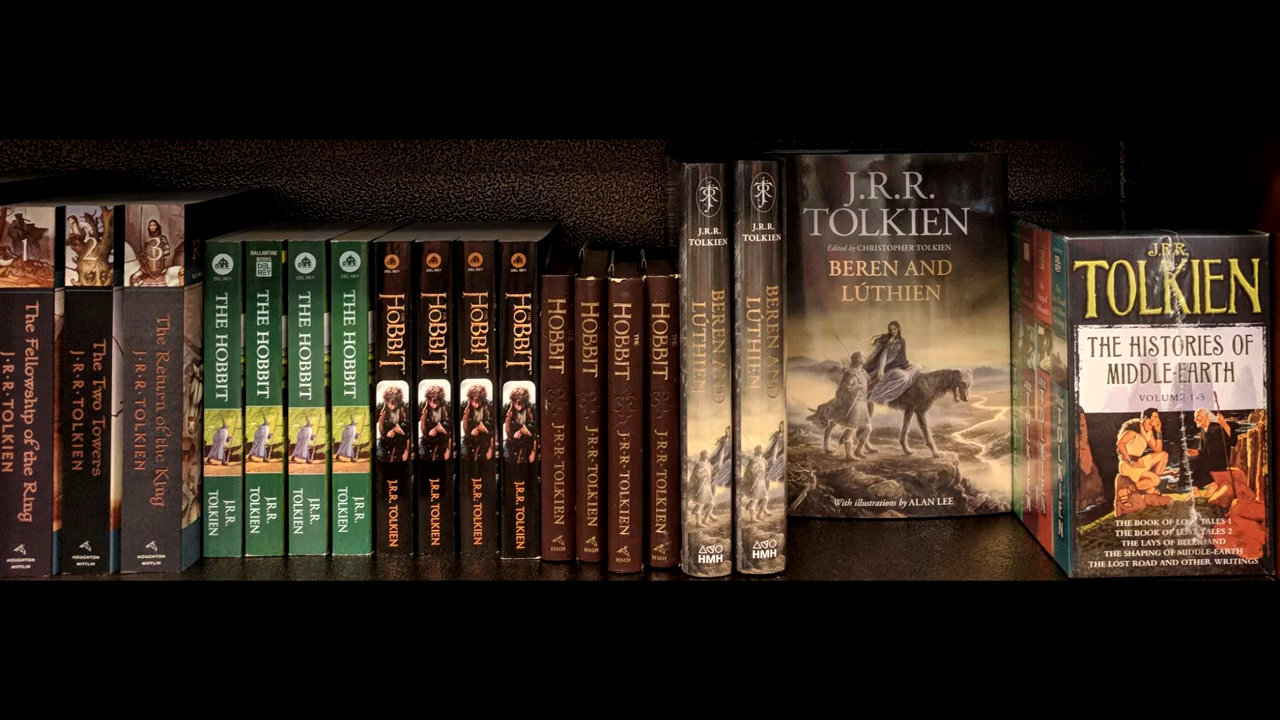 1
The Fellowship of the Ring
J·R·R·TOLKIEN
HOUGHTON
MIFFLIN
2
The Two Towers
J·R·R·TOLKIEN
HOUGHTON
MIFFLIN
3
The Return of the King
J·R·R·TOLKIEN
HOUGHTON
MIFFLIN
DEL REY
THE HOBBIT
J.R.R.
TOLKIEN
BALLANTINE
BOOKS
DEL
REY
THE HOBBIT
J.R.R.
TOLKIEN
DEL REY
THE HOBBIT
J.R.R.
TOLKIEN
DEL REY
THE HOBBIT
J.R.R.
TOLKIEN
DEL REY
HOBBIT
J.R.R. TOLKIEN
DEL REY
HOBBIT
J.R.R. TOLKIEN
DEL REY
HOBBIT
J.R.R. TOLKIEN
DEL REY
HOBBIT
J.R.R. TOLKIEN
HOBBIT
J·R·R·TOLKIEN
HMH
HOBBIT
J·R·R·TOLKIEN
HMH
THE
HOBBIT
J·R·R·TOLKIEN
HMH
THE
HOBBIT
J·R·R·TOLKIEN
HMH
J.R.R.
TOLKIEN
BEREN AND
LÚTHIEN
HMH
J.R.R.
TOLKIEN
BEREN AND
LÚTHIEN
HMH
J.R.R.
TOLKIEN
Edited by CHRISTOPHER TOLKIEN
BEREN AND
LÚTHIEN
With illustrations by ALAN LEE
TOLKIEN
J.R.R.
TOLKIEN
THE HISTORIES OF
MIDDLE-EARTH
VOLUMES 1-5
THE BOOK OF LOST TALES 1
THE BOOK OF LOST TALES 2
THE LAYS OF BELERIAND
THE SHAPING OF MIDDLE-EARTH
THE LOST ROAD AND OTHER WRITINGS